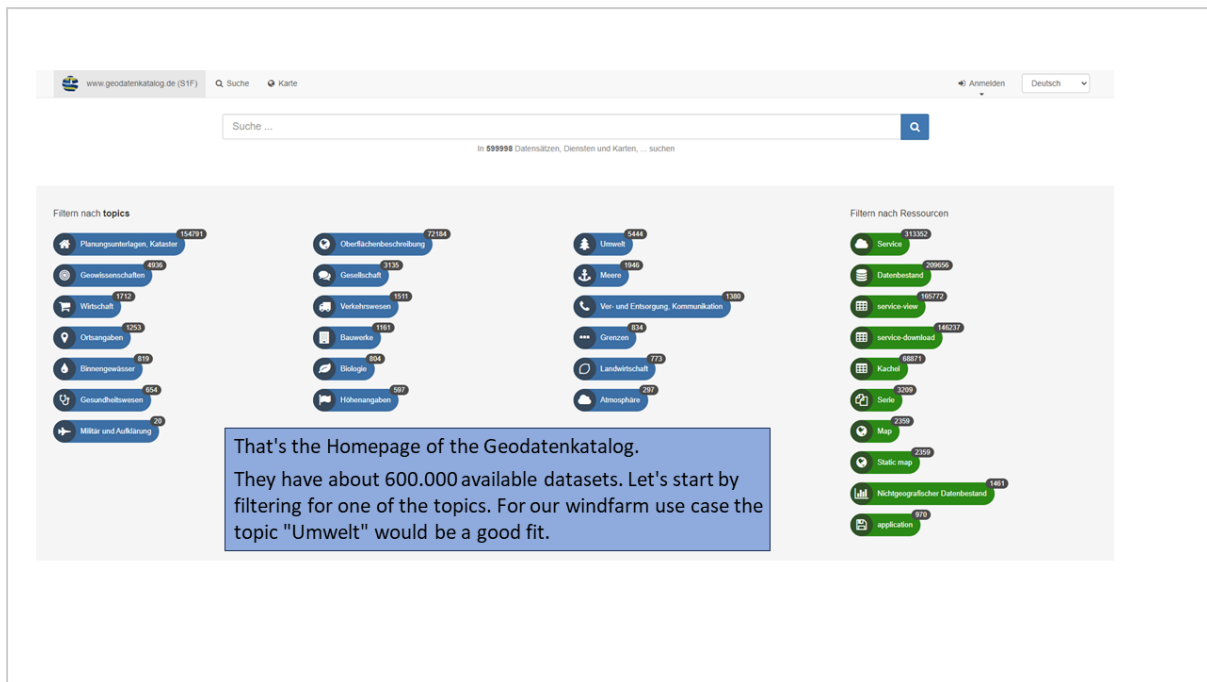 www.geodatenkatalog.de (S1F) Suche Karte Anmelden Deutsch
Suche ...
In 599998 Datensätzen, Diensten und Karten, ... suchen
Filtern nach topics
Planungsunterlagen, Kataster 154791
Oberflächenbeschreibung 72184
Umwelt 5444
Geowissenschaften 4936
Gesellschaft 3135
Meere 1946
Wirtschaft 1712
Verkehrswesen 1511
Ver- und Entsorgung, Kommunikation 1380
Ortsangaben 1253
Bauwerke 1161
Grenzen 834
Binnengewässer 819
Biologie 804
Landwirtschaft 773
Gesundheitswesen 654
Höhenangaben 597
Atmosphäre 297
Militär und Aufklärung 20
Filtern nach Ressourcen
Service 313352
Datenbestand 209656
service-view 165772
service-download 146237
Kachel 68871
Serie 3209
Map 2359
Static map 2359
Nichtgeografischer Datenbestand 1461
application 970
That's the Homepage of the Geodatenkatalog.
They have about 600.000 available datasets. Let's start by
filtering for one of the topics. For our windfarm use case the
topic "Umwelt" would be a good fit.